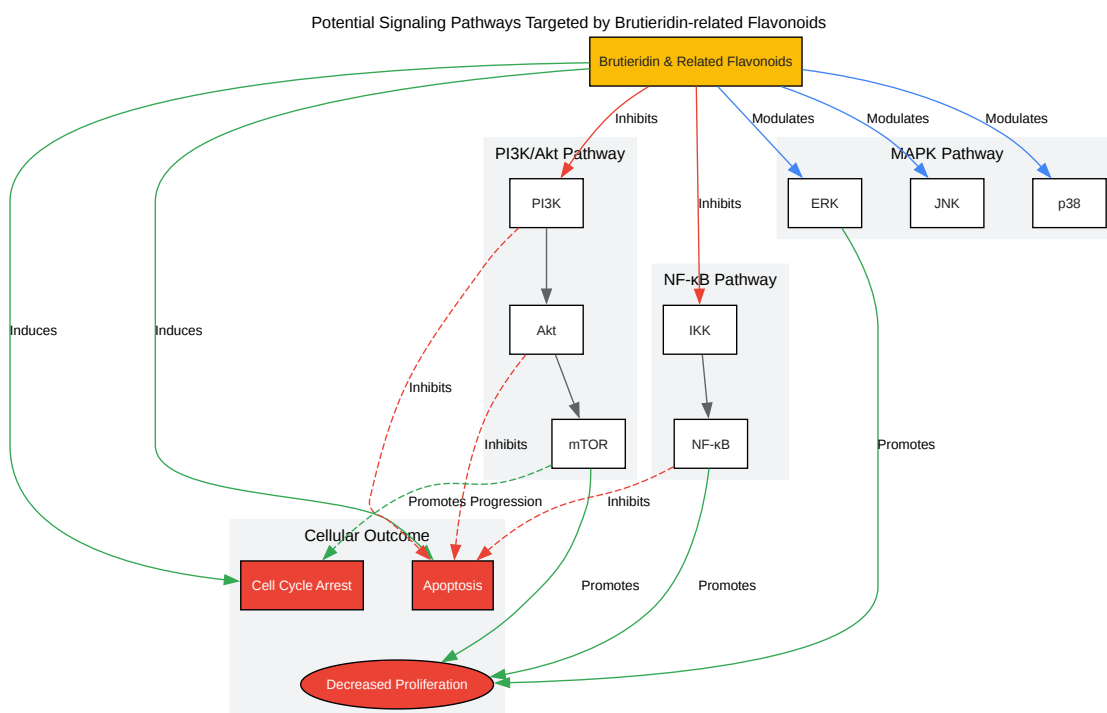 Potential Signaling Pathways Targeted by Brutieridin-related Flavonoids
Brutieridin & Related Flavonoids
Inhibits
Modulates
Modulates
Modulates
PI3K/Akt Pathway
MAPK Pathway
PI3K
Inhibits
ERK
JNK
p38
NF-κB Pathway
Induces
Induces
Akt
IKK
Inhibits
Inhibits
mTOR
NF-κB
Promotes
Promotes Progression
Inhibits
Cellular Outcome
Cell Cycle Arrest
Apoptosis
Promotes
Promotes
Decreased Proliferation